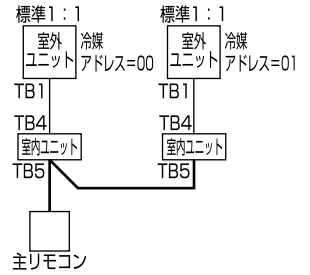 標準1：1
標準1：1
室外
ユニット
冷媒
アドレス=00
室外
ユニット
冷媒
アドレス=01
TB1
TB1
TB4
TB4
室内ユニット
室内ユニット
TB5
TB5
主リモコン